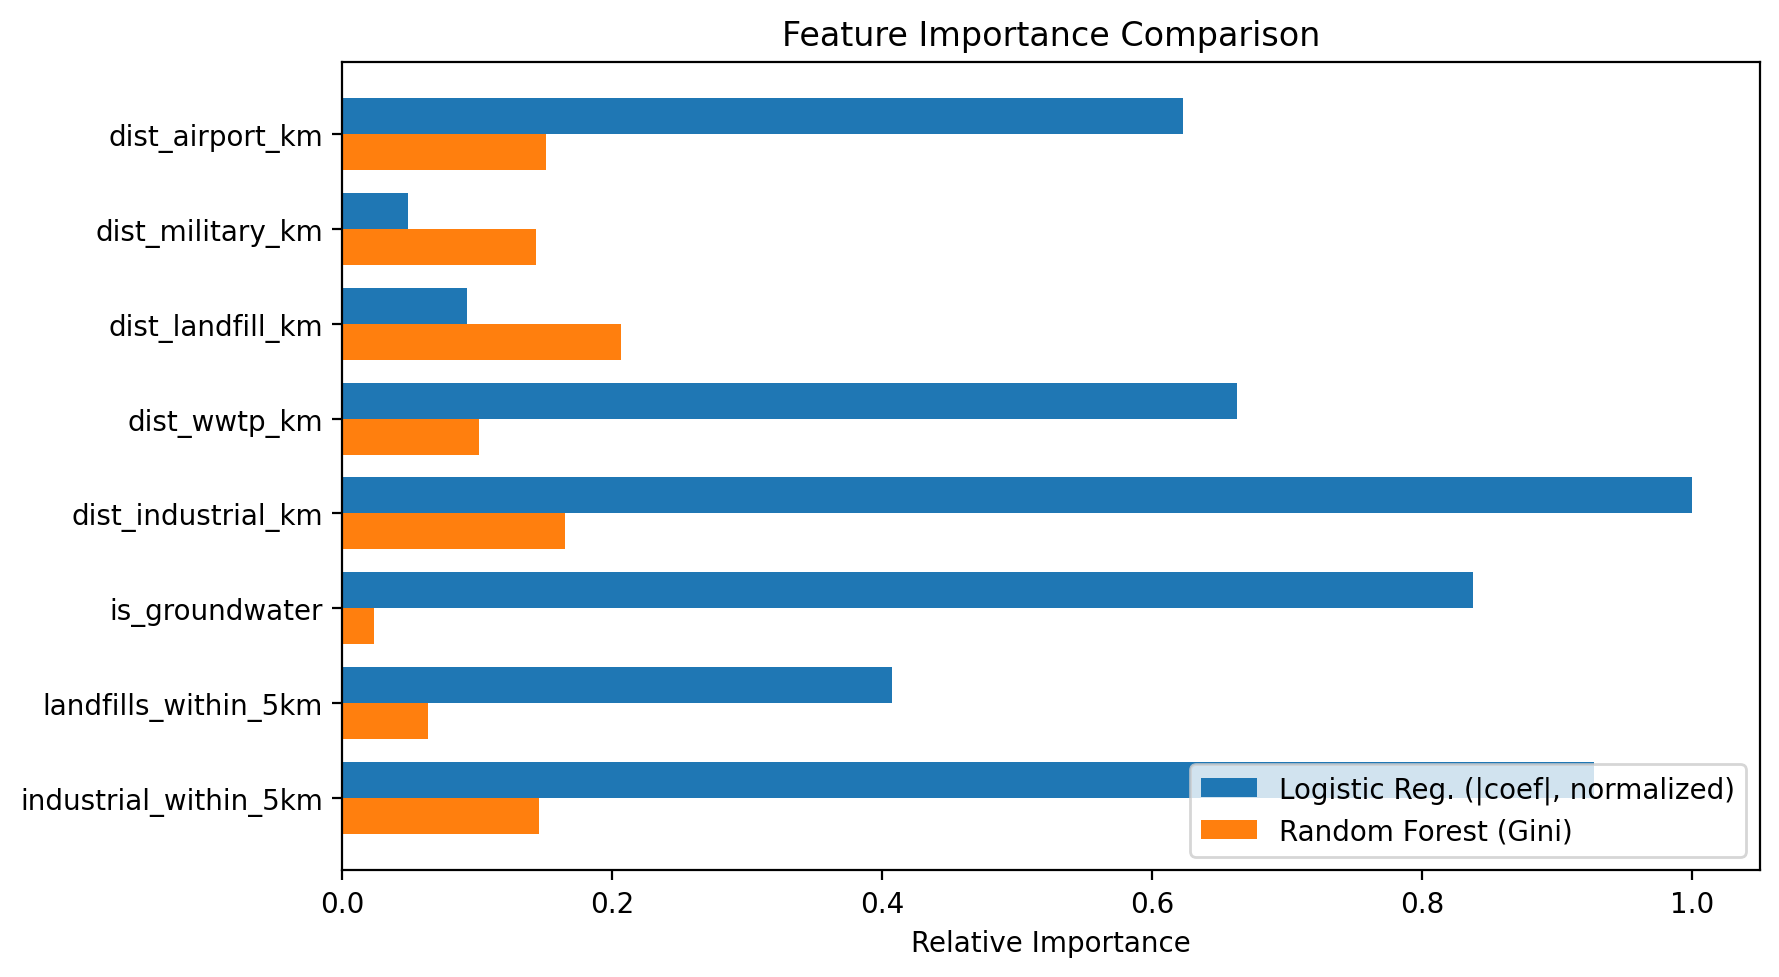 Feature Importance Comparison
dist_airport_km
dist_military_km
dist_landfill_km
dist_wwtp_km
dist_industrial_km
is_groundwater
landfills_within_5km
industrial_within_5km
Logistic Reg. (|coef|, normalized)
Random Forest (Gini)
0.0 0.2 0.4 0.6 0.8 1.0
Relative Importance